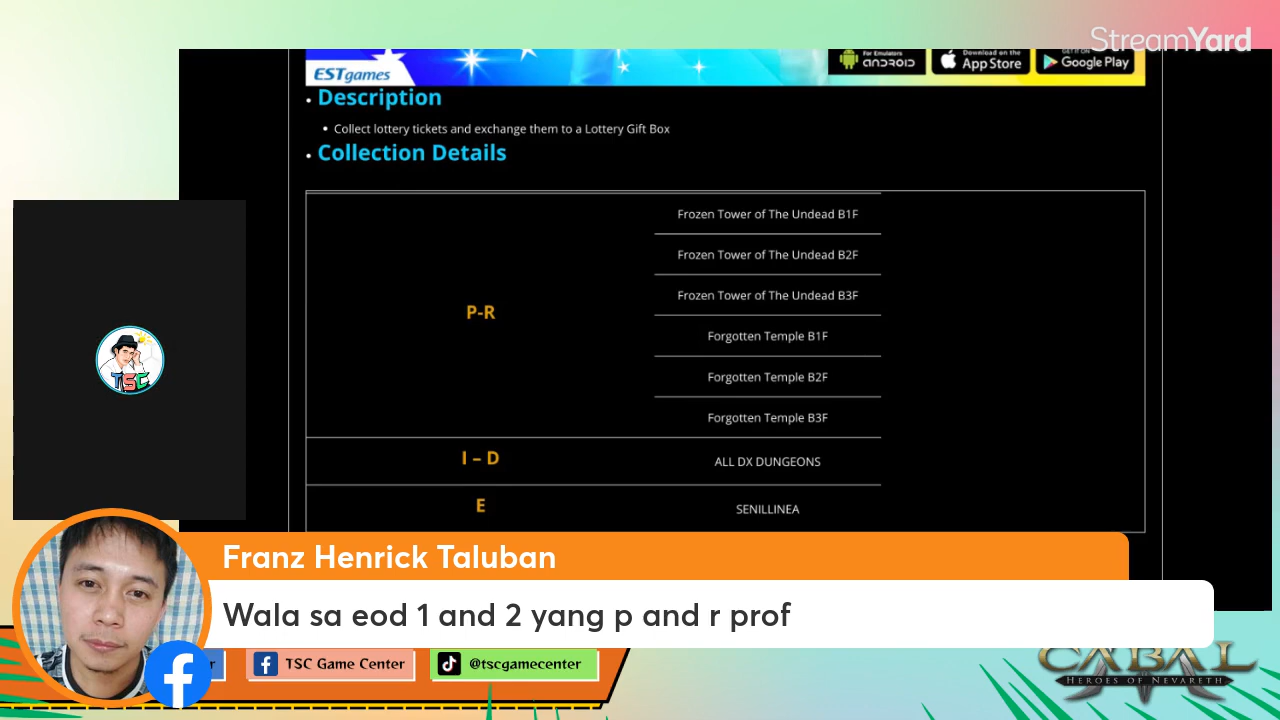 StreamYard
ESTgames
For Emulators
ANDROID
Download on the
App Store
GET IT ON
Google Play
• Description
• Collect lottery tickets and exchange them to a Lottery Gift Box
• Collection Details
Frozen Tower of The Undead B1F
Frozen Tower of The Undead B2F
Frozen Tower of The Undead B3F
P-R
Forgotten Temple B1F
Forgotten Temple B2F
Forgotten Temple B3F
I – D
ALL DX DUNGEONS
E
SENILLINEA
TSC
Franz Henrick Taluban
Wala sa eod 1 and 2 yang p and r prof
TSC Game Center
@tscgamecenter
CABAL
HEROES OF NEVARETH